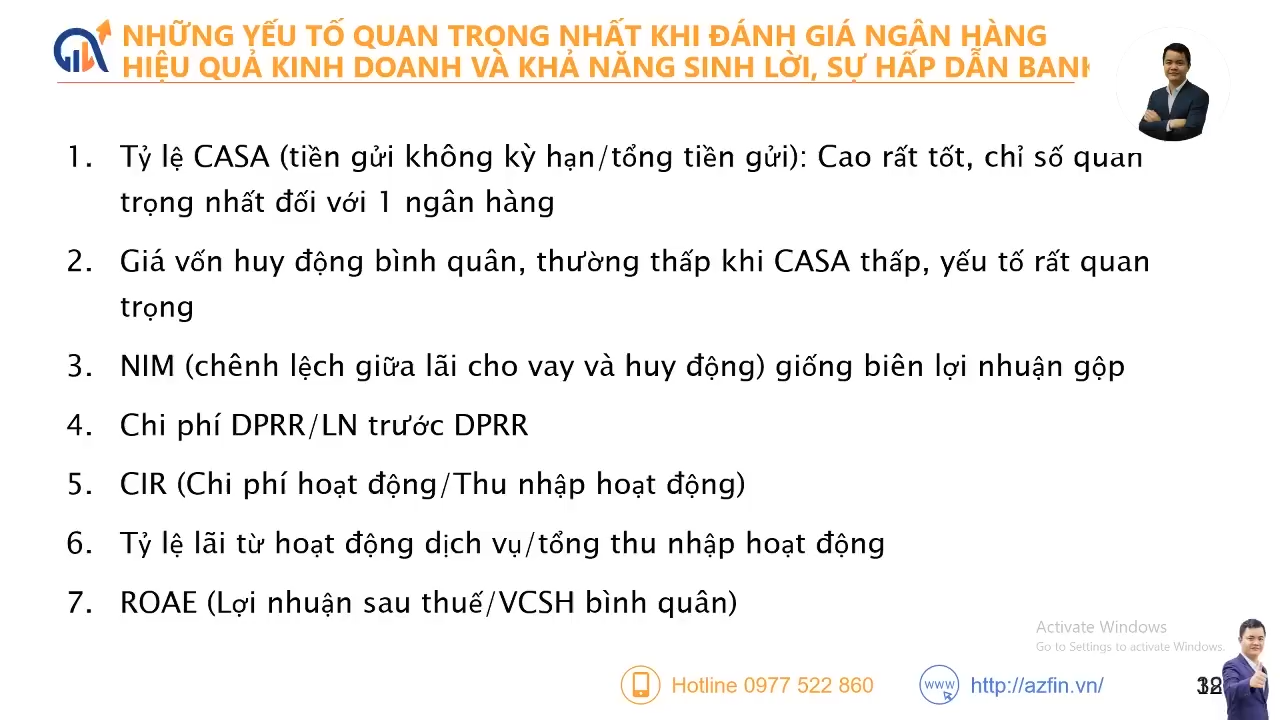 NHỮNG YẾU TỐ QUAN TRỌNG NHẤT KHI ĐÁNH GIÁ NGÂN HÀNG
HIỆU QUẢ KINH DOANH VÀ KHẢ NĂNG SINH LỜI, SỰ HẤP DẪN BANK
1. Tỷ lệ CASA (tiền gửi không kỳ hạn/tổng tiền gửi): Cao rất tốt, chỉ số quan
trọng nhất đối với 1 ngân hàng
2. Giá vốn huy động bình quân, thường thấp khi CASA thấp, yếu tố rất quan
trọng
3. NIM (chênh lệch giữa lãi cho vay và huy động) giống biên lợi nhuận gộp
4. Chi phí DPRR/LN trước DPRR
5. CIR (Chi phí hoạt động/Thu nhập hoạt động)
6. Tỷ lệ lãi từ hoạt động dịch vụ/tổng thu nhập hoạt động
7. ROAE (Lợi nhuận sau thuế/VCSH bình quân)
Activate Windows
Go to Settings to activate Windows.
Hotline 0977 522 860
www
http://azfin.vn/